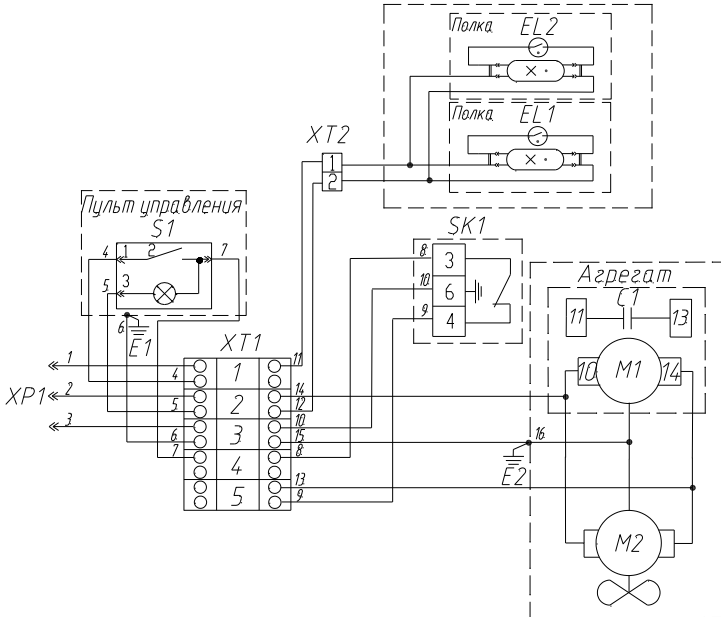 Полка EL2
Полка EL1
XT2
1
2
Пульт управления
S1
4 1 2 7
5 3
6
E1
SK1
8 3
10 6
9 4
Агрегат
C1
11 13
10 M1 14
XT1
XP1
1 11
4 1
2 14
5 2 12
3 10
6 3 15
7 8
4
13
5 9
16
E2
M2